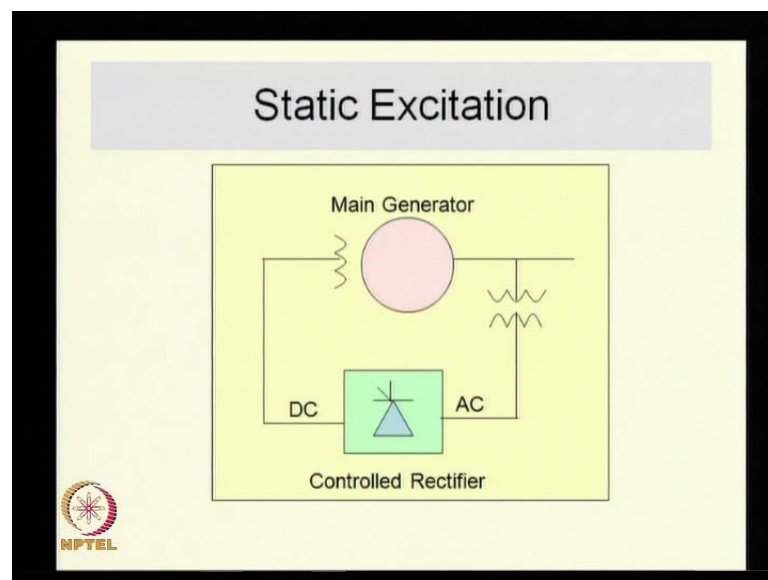 Static Excitation
Main Generator
DC
AC
Controlled Rectifier
NPTEL